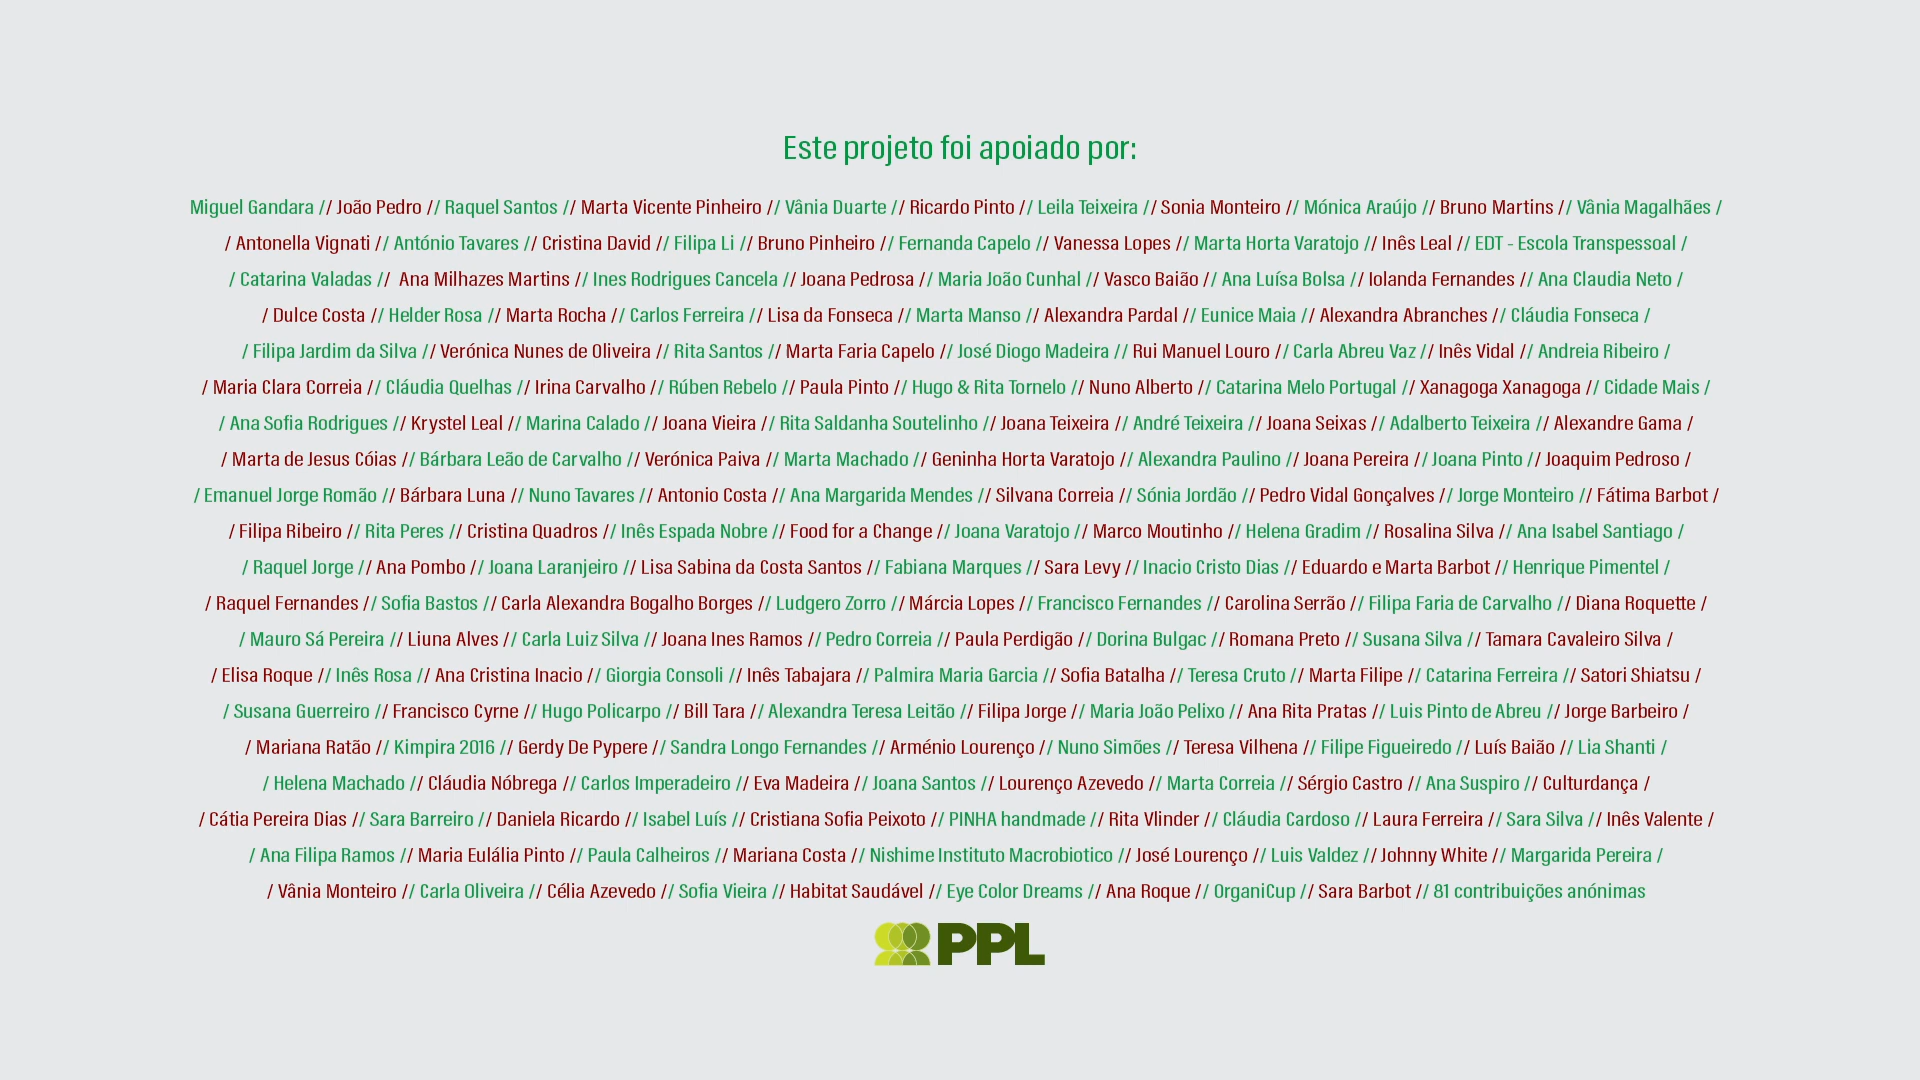 Este projeto foi apoiado por:
Miguel Gandara // João Pedro // Raquel Santos // Marta Vicente Pinheiro // Vânia Duarte // Ricardo Pinto // Leila Teixeira // Sonia Monteiro // Mónica Araújo // Bruno Martins // Vânia Magalhães /
/ Antonella Vignati // António Tavares // Cristina David // Filipa Li // Bruno Pinheiro // Fernanda Capelo // Vanessa Lopes // Marta Horta Varatojo // Inês Leal // EDT - Escola Transpessoal /
/ Catarina Valadas //  Ana Milhazes Martins // Ines Rodrigues Cancela // Joana Pedrosa // Maria João Cunhal // Vasco Baião // Ana Luísa Bolsa // Iolanda Fernandes // Ana Claudia Neto /
/ Dulce Costa // Helder Rosa // Marta Rocha // Carlos Ferreira // Lisa da Fonseca // Marta Manso // Alexandra Pardal // Eunice Maia // Alexandra Abranches // Cláudia Fonseca /
/ Filipa Jardim da Silva // Verónica Nunes de Oliveira // Rita Santos // Marta Faria Capelo // José Diogo Madeira // Rui Manuel Louro // Carla Abreu Vaz // Inês Vidal // Andreia Ribeiro /
/ Maria Clara Correia // Cláudia Quelhas // Irina Carvalho // Rúben Rebelo // Paula Pinto // Hugo & Rita Tornelo // Nuno Alberto // Catarina Melo Portugal // Xanagoga Xanagoga // Cidade Mais /
/ Ana Sofia Rodrigues // Krystel Leal // Marina Calado // Joana Vieira // Rita Saldanha Soutelinho // Joana Teixeira // André Teixeira // Joana Seixas // Adalberto Teixeira // Alexandre Gama /
/ Marta de Jesus Cóias // Bárbara Leão de Carvalho // Verónica Paiva // Marta Machado // Geninha Horta Varatojo // Alexandra Paulino // Joana Pereira // Joana Pinto // Joaquim Pedroso /
/ Emanuel Jorge Romão // Bárbara Luna // Nuno Tavares // Antonio Costa // Ana Margarida Mendes // Silvana Correia // Sónia Jordão // Pedro Vidal Gonçalves // Jorge Monteiro // Fátima Barbot /
/ Filipa Ribeiro // Rita Peres // Cristina Quadros // Inês Espada Nobre // Food for a Change // Joana Varatojo // Marco Moutinho // Helena Gradim // Rosalina Silva // Ana Isabel Santiago /
/ Raquel Jorge // Ana Pombo // Joana Laranjeiro // Lisa Sabina da Costa Santos // Fabiana Marques // Sara Levy // Inacio Cristo Dias // Eduardo e Marta Barbot // Henrique Pimentel /
/ Raquel Fernandes // Sofia Bastos // Carla Alexandra Bogalho Borges // Ludgero Zorro // Márcia Lopes // Francisco Fernandes // Carolina Serrão // Filipa Faria de Carvalho // Diana Roquette /
/ Mauro Sá Pereira // Liuna Alves // Carla Luiz Silva // Joana Ines Ramos // Pedro Correia // Paula Perdigão // Dorina Bulgac // Romana Preto // Susana Silva // Tamara Cavaleiro Silva /
/ Elisa Roque // Inês Rosa // Ana Cristina Inacio // Giorgia Consoli // Inês Tabajara // Palmira Maria Garcia // Sofia Batalha // Teresa Cruto // Marta Filipe // Catarina Ferreira // Satori Shiatsu /
/ Susana Guerreiro // Francisco Cyrne // Hugo Policarpo // Bill Tara // Alexandra Teresa Leitão // Filipa Jorge // Maria João Pelixo // Ana Rita Pratas // Luis Pinto de Abreu // Jorge Barbeiro /
/ Mariana Ratão // Kimpira 2016 // Gerdy De Pypere // Sandra Longo Fernandes // Arménio Lourenço // Nuno Simões // Teresa Vilhena // Filipe Figueiredo // Luís Baião // Lia Shanti /
/ Helena Machado // Cláudia Nóbrega // Carlos Imperadeiro // Eva Madeira // Joana Santos // Lourenço Azevedo // Marta Correia // Sérgio Castro // Ana Suspiro // Culturdança /
/ Cátia Pereira Dias // Sara Barreiro // Daniela Ricardo // Isabel Luís // Cristiana Sofia Peixoto // PINHA handmade // Rita Vlinder // Cláudia Cardoso // Laura Ferreira // Sara Silva // Inês Valente /
/ Ana Filipa Ramos // Maria Eulália Pinto // Paula Calheiros // Mariana Costa // Nishime Instituto Macrobiotico // José Lourenço // Luis Valdez // Johnny White // Margarida Pereira /
/ Vânia Monteiro // Carla Oliveira // Célia Azevedo // Sofia Vieira // Habitat Saudável // Eye Color Dreams // Ana Roque // OrganiCup // Sara Barbot // 81 contribuições anónimas
PPL